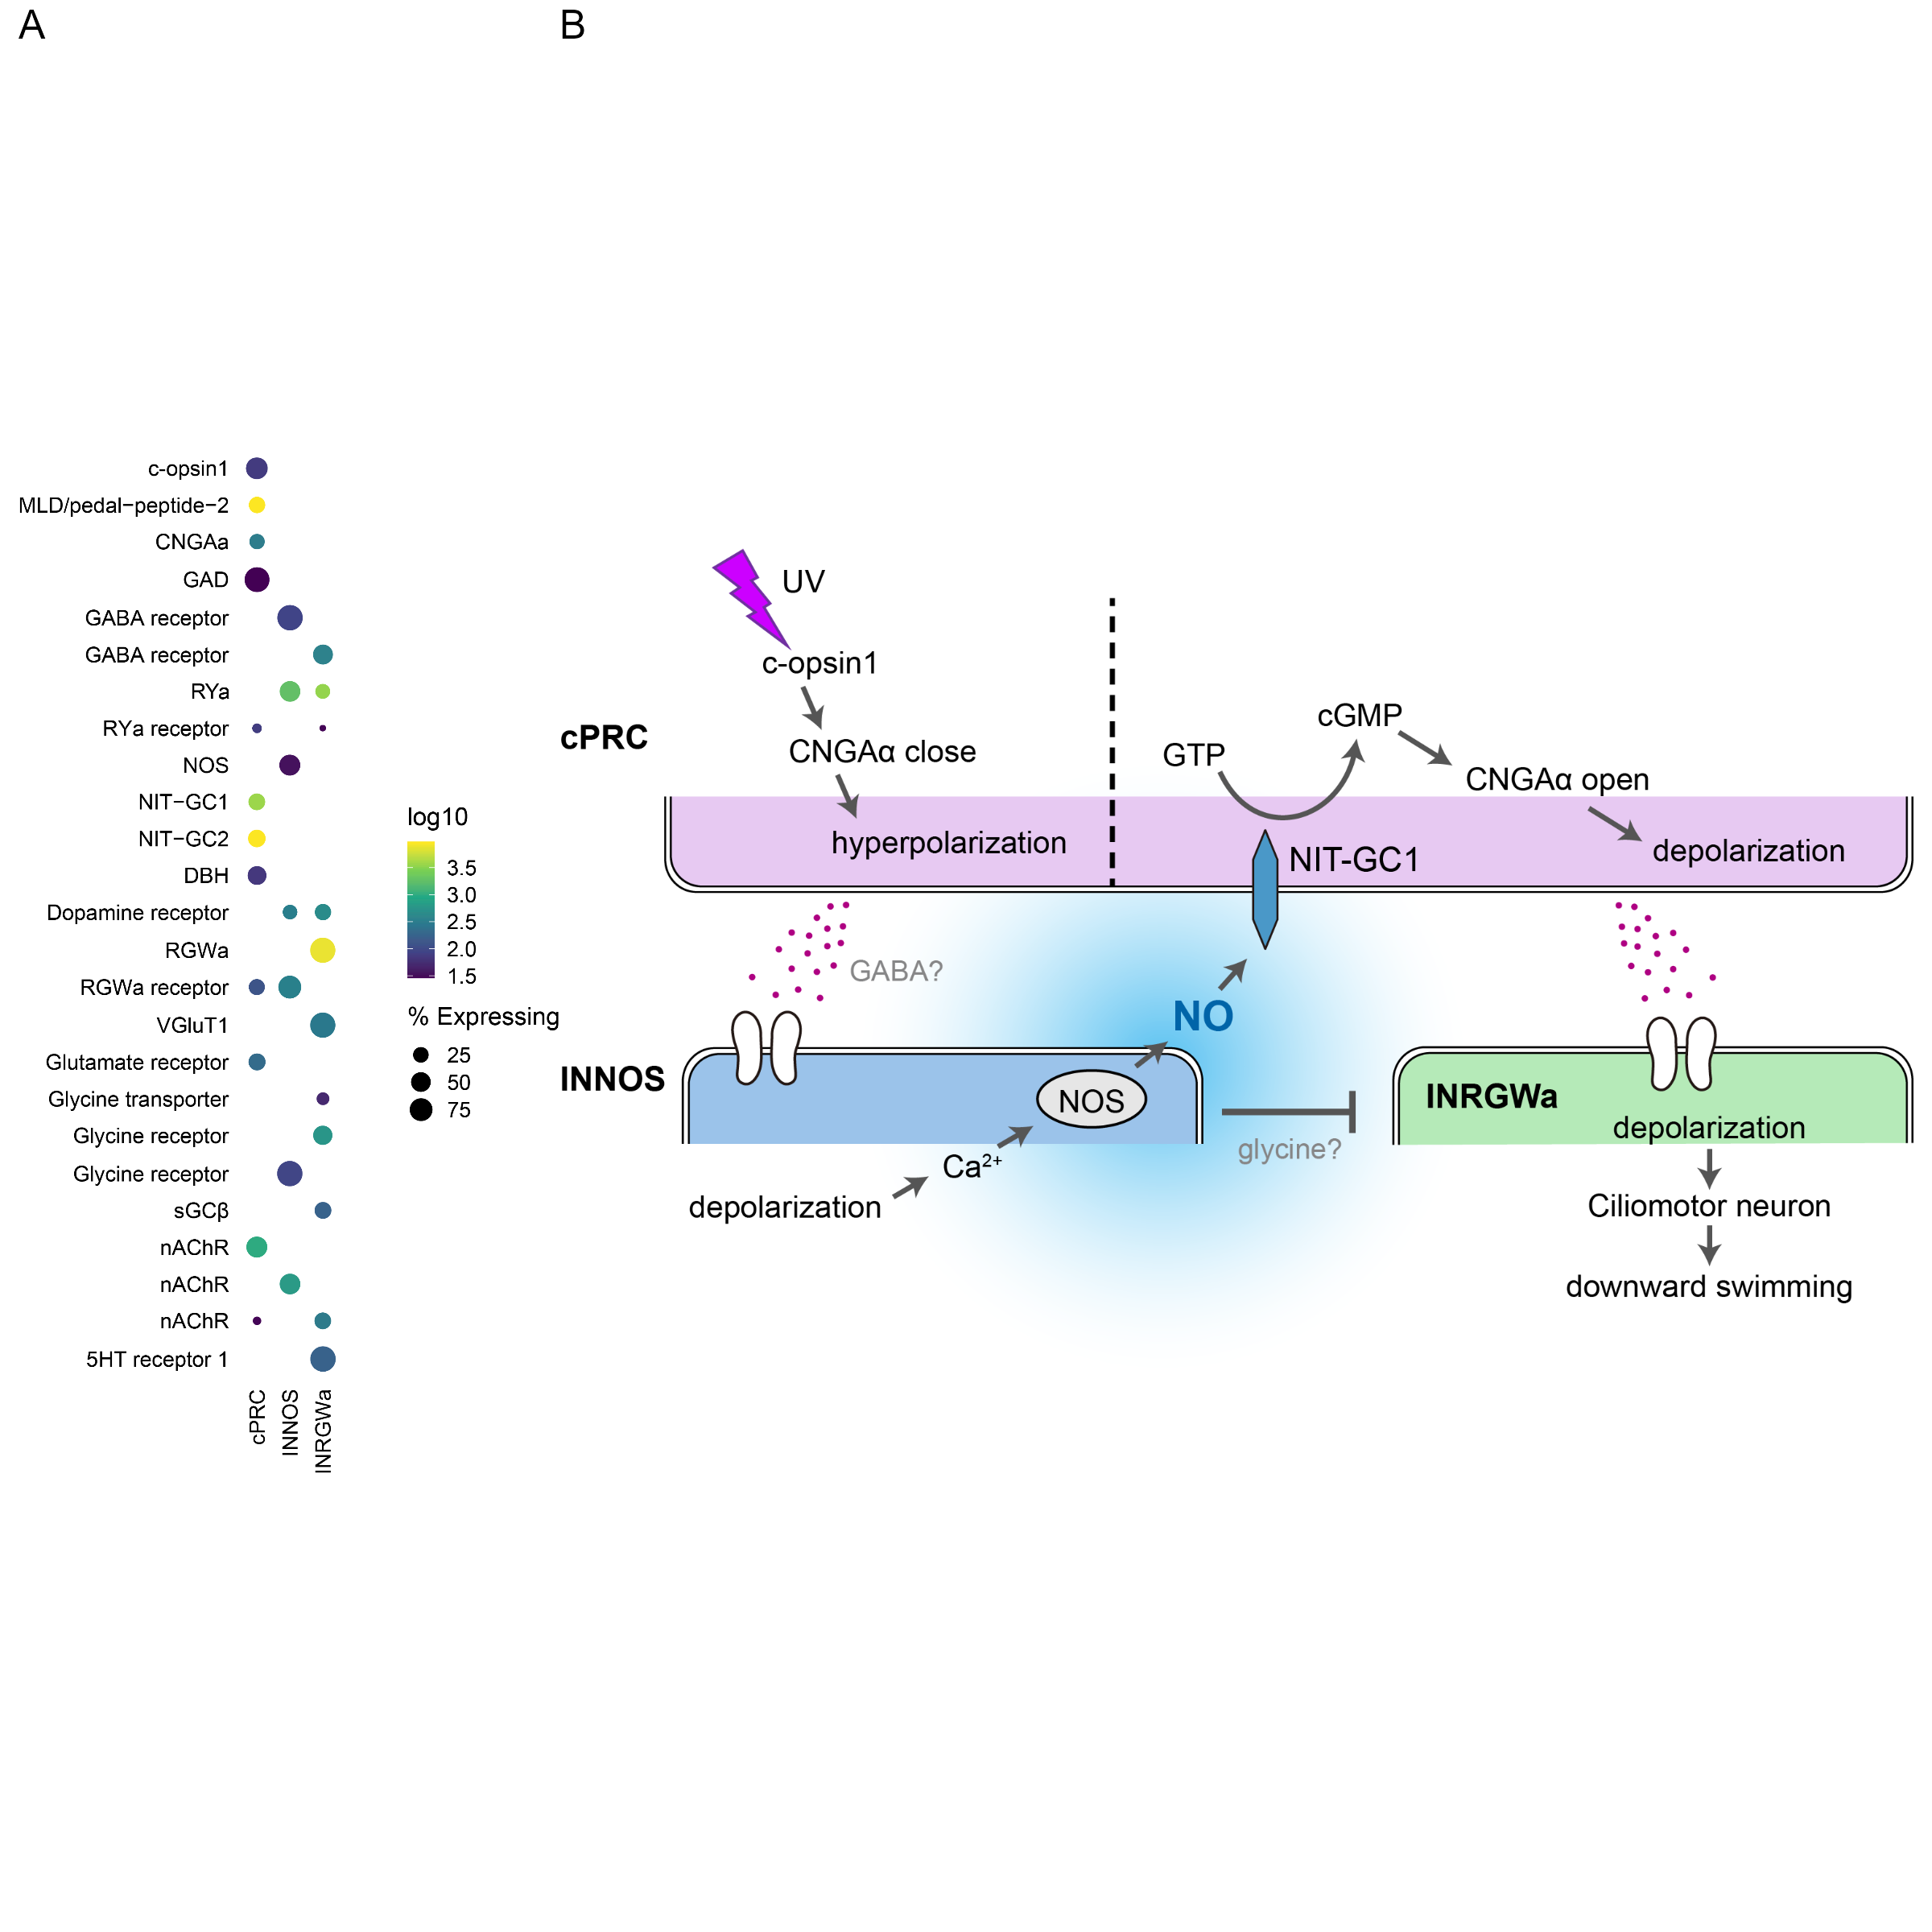 A
B
c-opsin1
MLD/pedal−peptide−2
CNGAa
GAD
GABA receptor
GABA receptor
RYa
RYa receptor
NOS
NIT−GC1
NIT−GC2
DBH
Dopamine receptor
RGWa
RGWa receptor
VGluT1
Glutamate receptor
Glycine transporter
Glycine receptor
Glycine receptor
sGCβ
nAChR
nAChR
nAChR
5HT receptor 1
cPRC
INNOS
INRGWa
log10
3.5
3.0
2.5
2.0
1.5
% Expressing
25
50
75
UV
c-opsin1
cPRC
CNGAα close
hyperpolarization
GTP
cGMP
CNGAα open
NIT-GC1
depolarization
GABA?
NO
INNOS
NOS
Ca²⁺
depolarization
glycine?
INRGWa
depolarization
Ciliomotor neuron
downward swimming